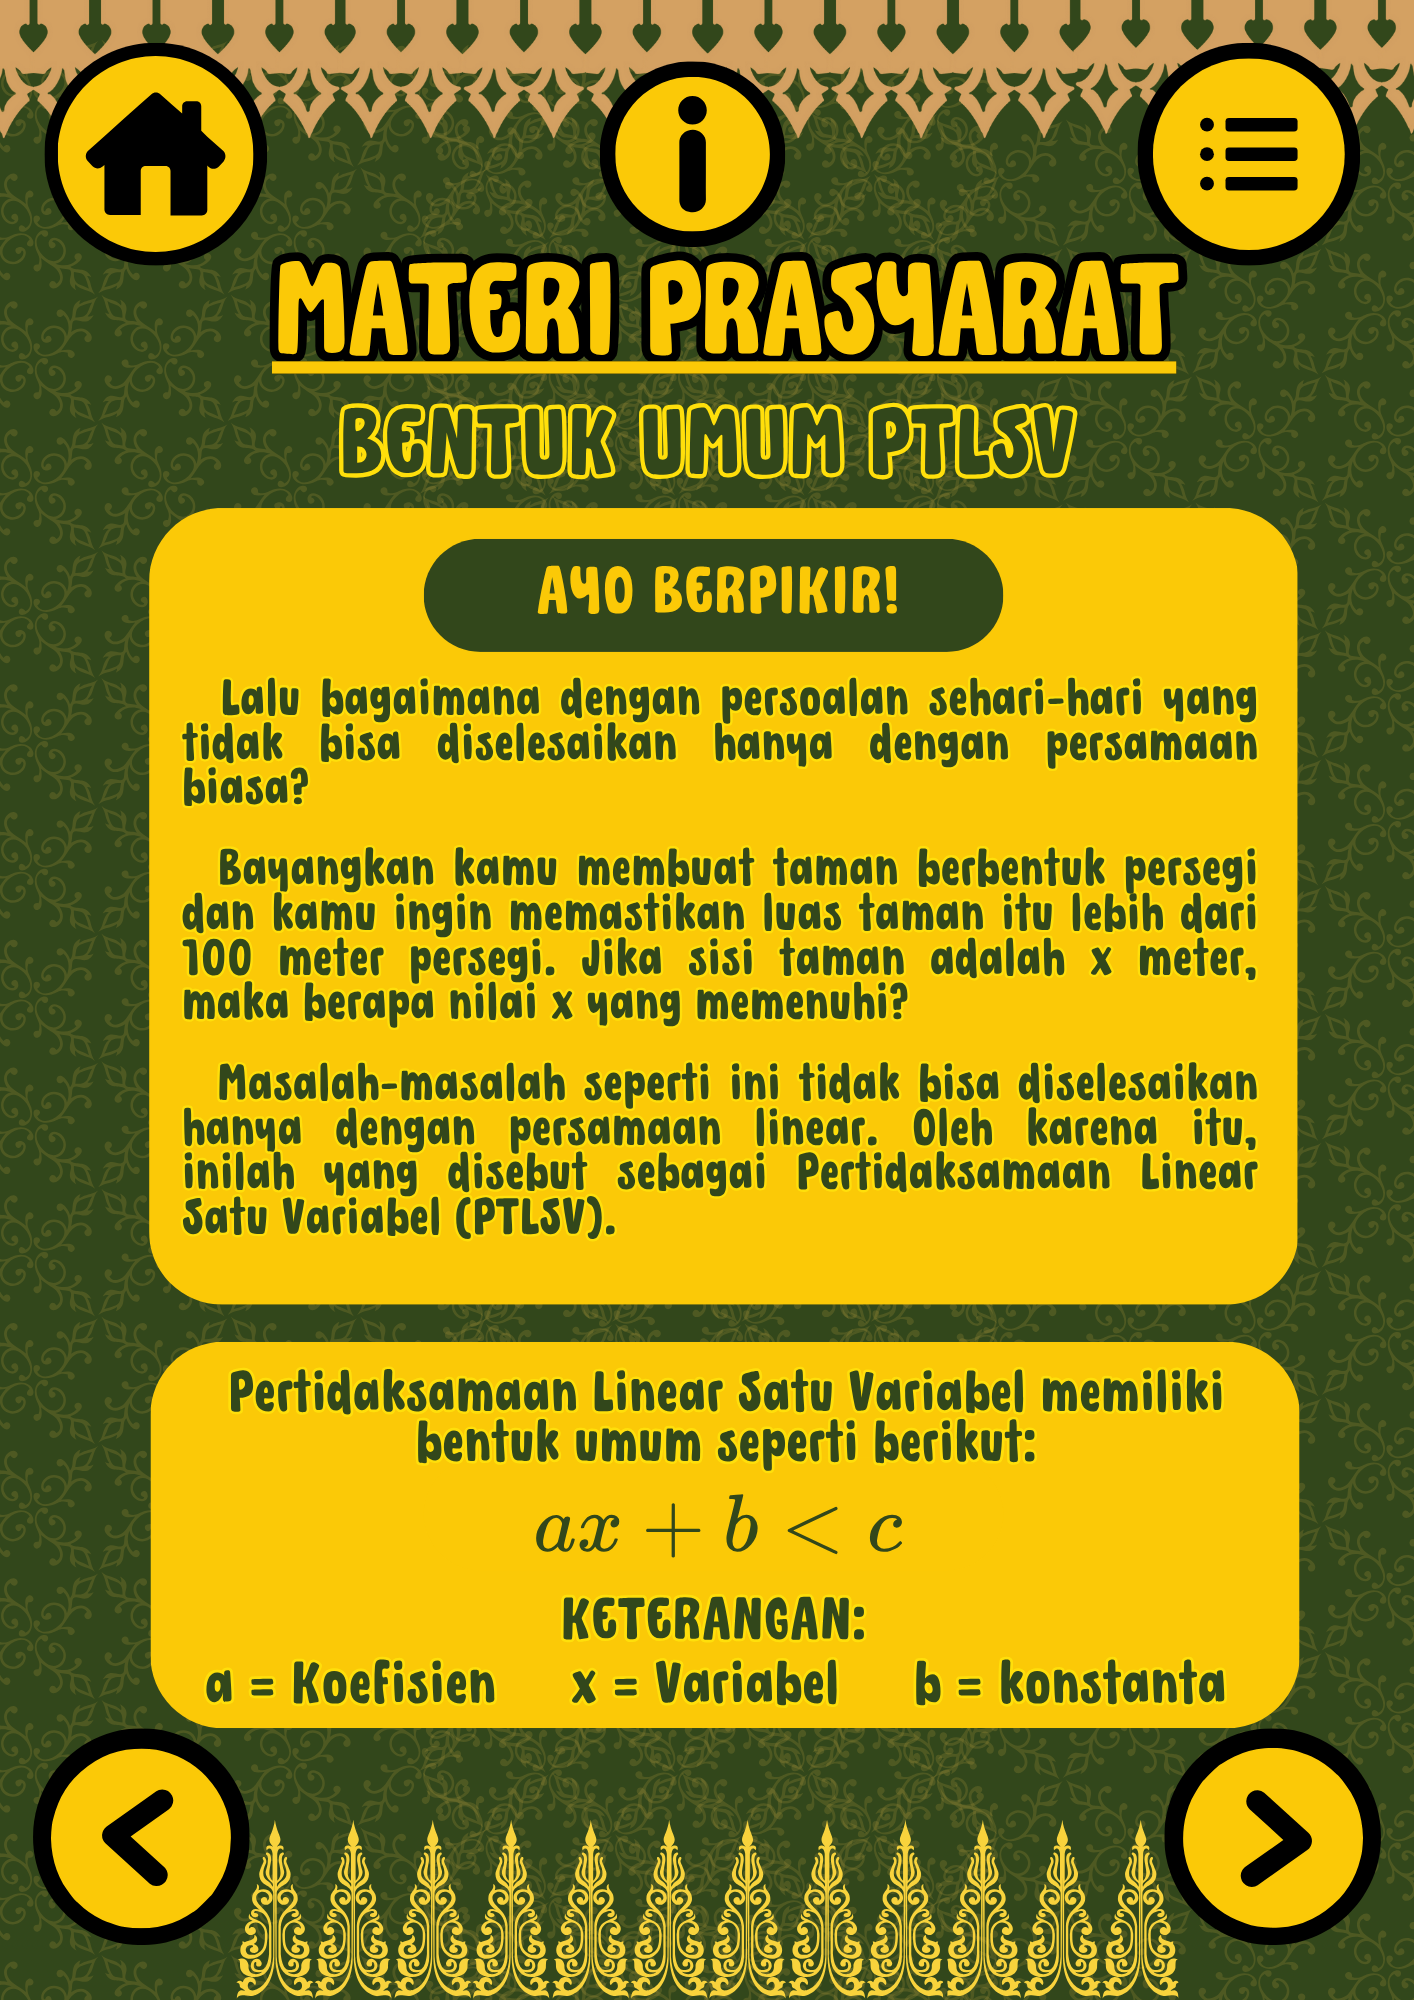 MATERI PRASYARAT
BENTUK UMUM PTLSV
AYO BERPIKIR!
Lalu bagaimana dengan persoalan sehari-hari yang
tidak bisa diselesaikan hanya dengan persamaan
biasa?
Bayangkan kamu membuat taman berbentuk persegi
dan kamu ingin memastikan luas taman itu lebih dari
100 meter persegi. Jika sisi taman adalah x meter,
maka berapa nilai x yang memenuhi?
Masalah-masalah seperti ini tidak bisa diselesaikan
hanya dengan persamaan linear. Oleh karena itu,
inilah yang disebut sebagai Pertidaksamaan Linear
Satu Variabel (PTLSV).
Pertidaksamaan Linear Satu Variabel memiliki
bentuk umum seperti berikut:
ax + b < c
KETERANGAN:
a = Koefisien x = Variabel b = konstanta